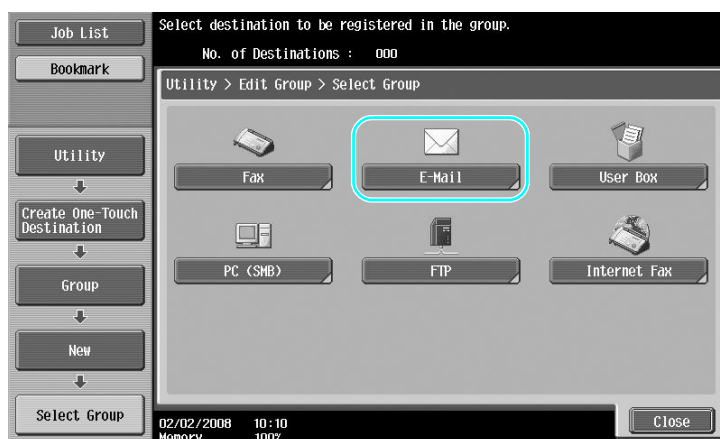 Job List
Bookmark
Utility
Create One-Touch
Destination
Group
New
Select Group
Select destination to be registered in the group.
No. of Destinations : 000
Utility > Edit Group > Select Group
Fax
E-Mail
User Box
PC (SMB)
FTP
Internet Fax
02/02/2008 10:10
Memory 100%
Close